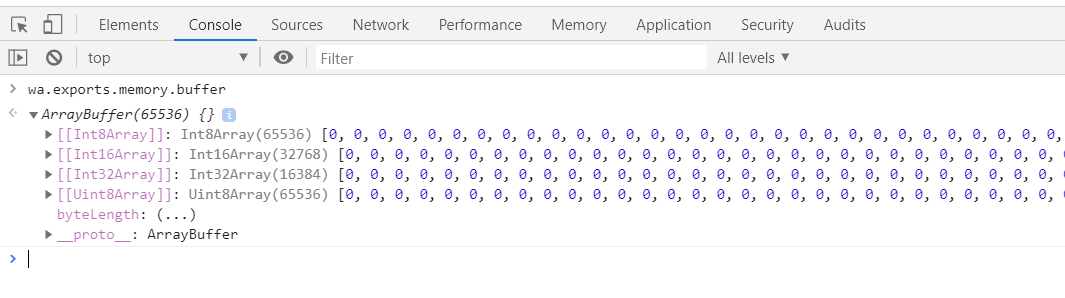 Elements Console Sources Network Performance Memory Application Security Audits
top ▼ Filter All levels ▼
> wa.exports.memory.buffer
<· ▼ArrayBuffer(65536) {} i
▶[[Int8Array]]: Int8Array(65536) [0, 0, 0, 0, 0, 0, 0, 0, 0, 0, 0, 0, 0, 0, 0, 0, 0, 0, 0, 0, 0, 0, 0, 0, 0, 0, 0, 0, 0, 0,
▶[[Int16Array]]: Int16Array(32768) [0, 0, 0, 0, 0, 0, 0, 0, 0, 0, 0, 0, 0, 0, 0, 0, 0, 0, 0, 0, 0, 0, 0, 0, 0, 0, 0, 0, 0, 0
▶[[Int32Array]]: Int32Array(16384) [0, 0, 0, 0, 0, 0, 0, 0, 0, 0, 0, 0, 0, 0, 0, 0, 0, 0, 0, 0, 0, 0, 0, 0, 0, 0, 0, 0, 0, 0
▶[[Uint8Array]]: Uint8Array(65536) [0, 0, 0, 0, 0, 0, 0, 0, 0, 0, 0, 0, 0, 0, 0, 0, 0, 0, 0, 0, 0, 0, 0, 0, 0, 0, 0, 0, 0, 0
byteLength: (...)
▶__proto__: ArrayBuffer
>